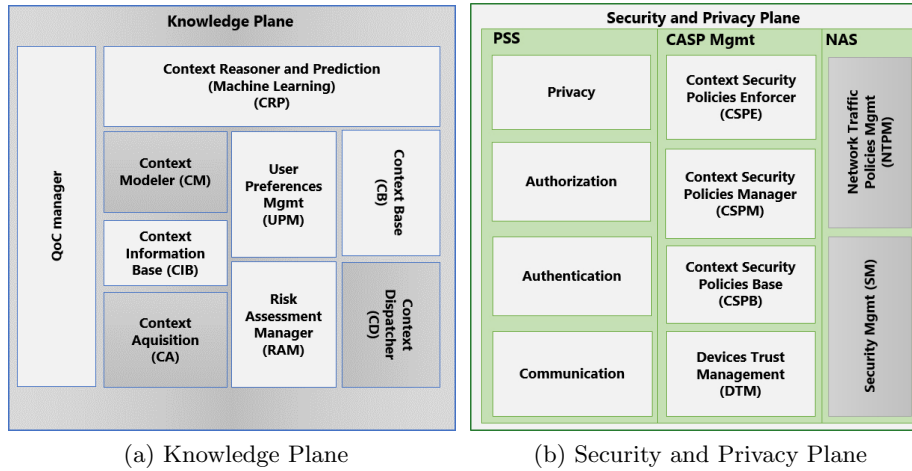 Knowledge Plane
QoC manager
Context Reasoner and Prediction
(Machine Learning)
(CRP)
Context
Modeler (CM)
User
Preferences
Mgmt
(UPM)
Context Base
(CB)
Context
Information
Base (CIB)
Context
Aquisition
(CA)
Risk
Assessment
Manager
(RAM)
Context
Dispatcher
(CD)
(a) Knowledge Plane
Security and Privacy Plane
PSS
CASP Mgmt
NAS
Privacy
Authorization
Authentication
Communication
Context Security
Policies Enforcer
(CSPE)
Context Security
Policies Manager
(CSPM)
Context Security
Policies Base
(CSPB)
Devices Trust
Management
(DTM)
Network Traffic
Policies Mgmt
(NTPM)
Security Mgmt (SM)
(b) Security and Privacy Plane